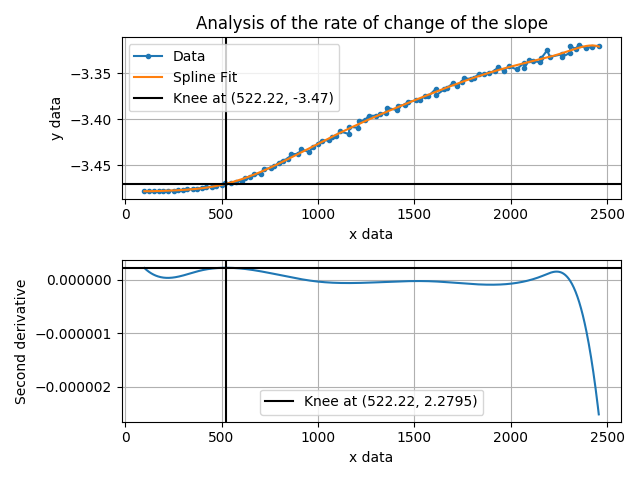 Analysis of the rate of change of the slope
Data
Spline Fit
Knee at (522.22, -3.47)
y data
−3.35
−3.40
−3.45
0
500
1000
1500
2000
2500
x data
Second derivative
0.000000
−0.000001
−0.000002
Knee at (522.22, 2.2795)
0
500
1000
1500
2000
2500
x data